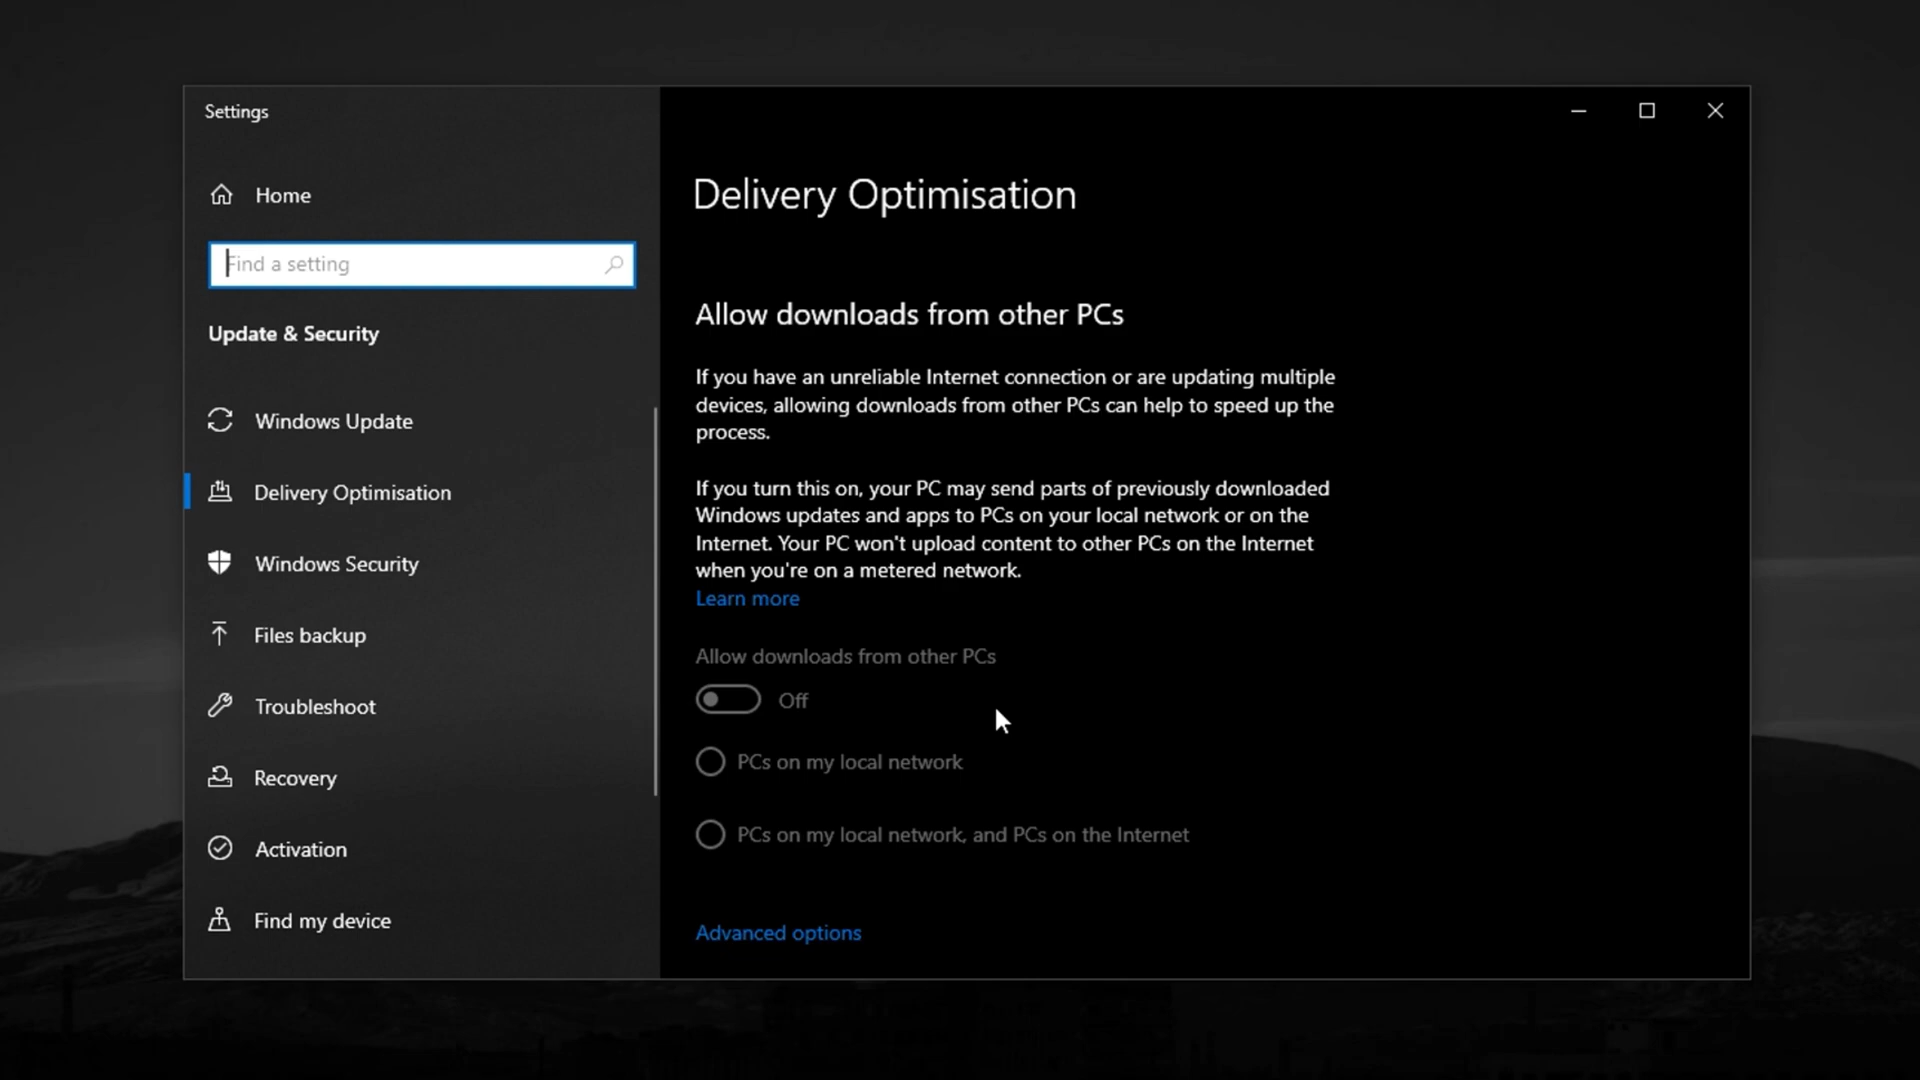 Settings
Home
Find a setting
Update & Security
Windows Update
Delivery Optimisation
Windows Security
Files backup
Troubleshoot
Recovery
Activation
Find my device
Delivery Optimisation
Allow downloads from other PCs
If you have an unreliable Internet connection or are updating multiple
devices, allowing downloads from other PCs can help to speed up the
process.
If you turn this on, your PC may send parts of previously downloaded
Windows updates and apps to PCs on your local network or on the
Internet. Your PC won't upload content to other PCs on the Internet
when you're on a metered network.
Learn more
Allow downloads from other PCs
Off
PCs on my local network
PCs on my local network, and PCs on the Internet
Advanced options